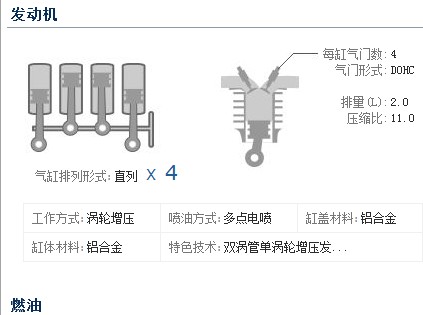 发动机
每缸气门数: 4
气门形式: DOHC
排量(L): 2.0
压缩比: 11.0
气缸排列形式: 直列 X 4
工作方式: 涡轮增压 喷油方式: 多点电喷 缸盖材料: 铝合金
缸体材料: 铝合金 特色技术: 双涡管单涡轮增压发...
燃油